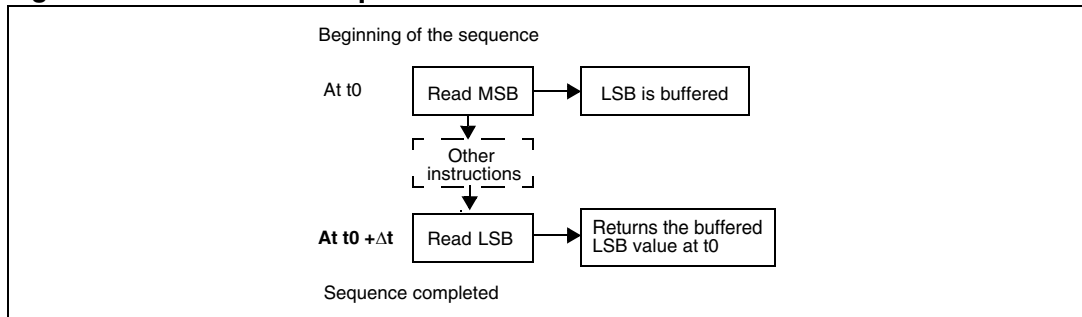 Beginning of the sequence
At t0
Read MSB
LSB is buffered
Other
instructions
At t0 +Δt
Read LSB
Returns the buffered
LSB value at t0
Sequence completed